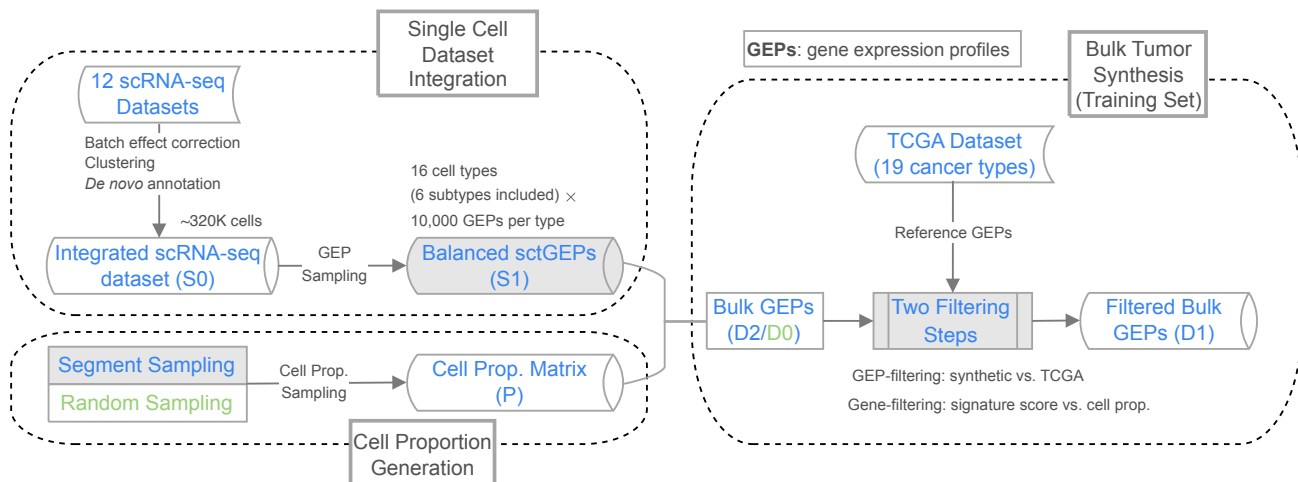 Single Cell
Dataset
Integration
12 scRNA-seq
Datasets
Batch effect correction
Clustering
De novo annotation
~320K cells
Integrated scRNA-seq
dataset (S0)
GEP
Sampling
16 cell types
(6 subtypes included) ×
10,000 GEPs per type
Balanced sctGEPs
(S1)
Segment Sampling
Random Sampling
Cell Prop.
Sampling
Cell Prop. Matrix
(P)
Cell Proportion
Generation
GEPs: gene expression profiles
Bulk Tumor
Synthesis
(Training Set)
TCGA Dataset
(19 cancer types)
Reference GEPs
Bulk GEPs
(D2/D0)
Two Filtering
Steps
Filtered Bulk
GEPs (D1)
GEP-filtering: synthetic vs. TCGA
Gene-filtering: signature score vs. cell prop.